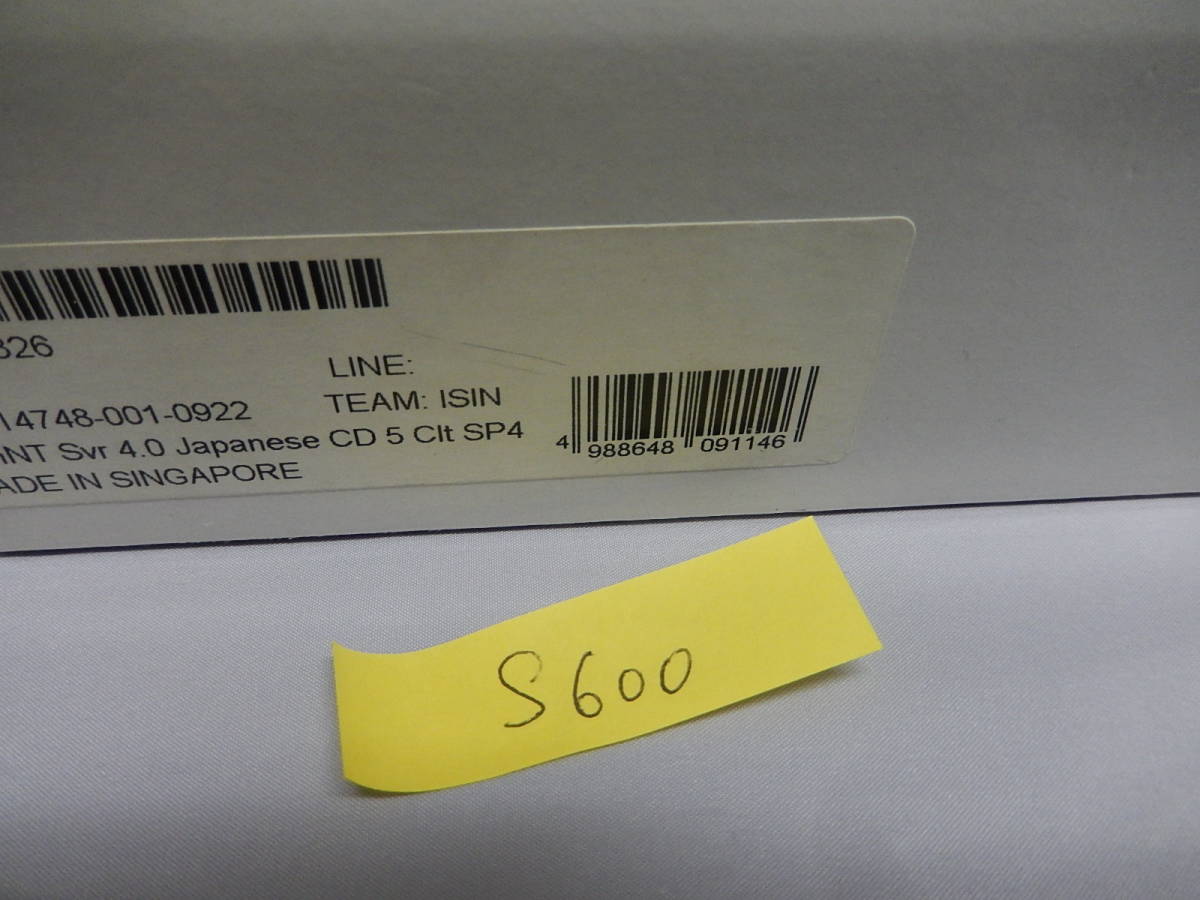 326
LINE:
14748-001-0922
TEAM: ISIN
NT Svr 4.0 Japanese CD 5 Clt SP4
ADE IN SINGAPORE
4 988648 091146
S600